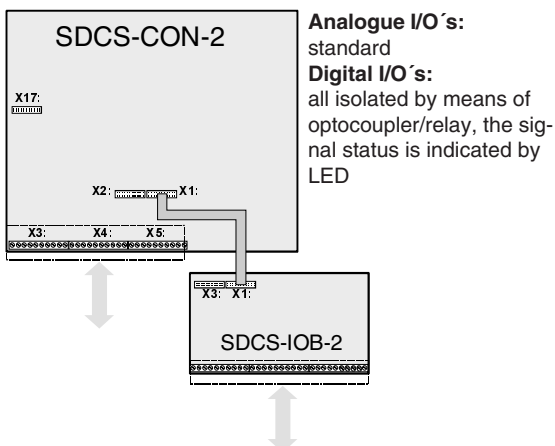 SDCS-CON-2
X17:
X2: X1:
X3: X4: X5:
X3: X1:
SDCS-IOB-2
Analogue I/O´s:
standard
Digital I/O´s:
all isolated by means of
optocoupler/relay, the sig-
nal status is indicated by
LED